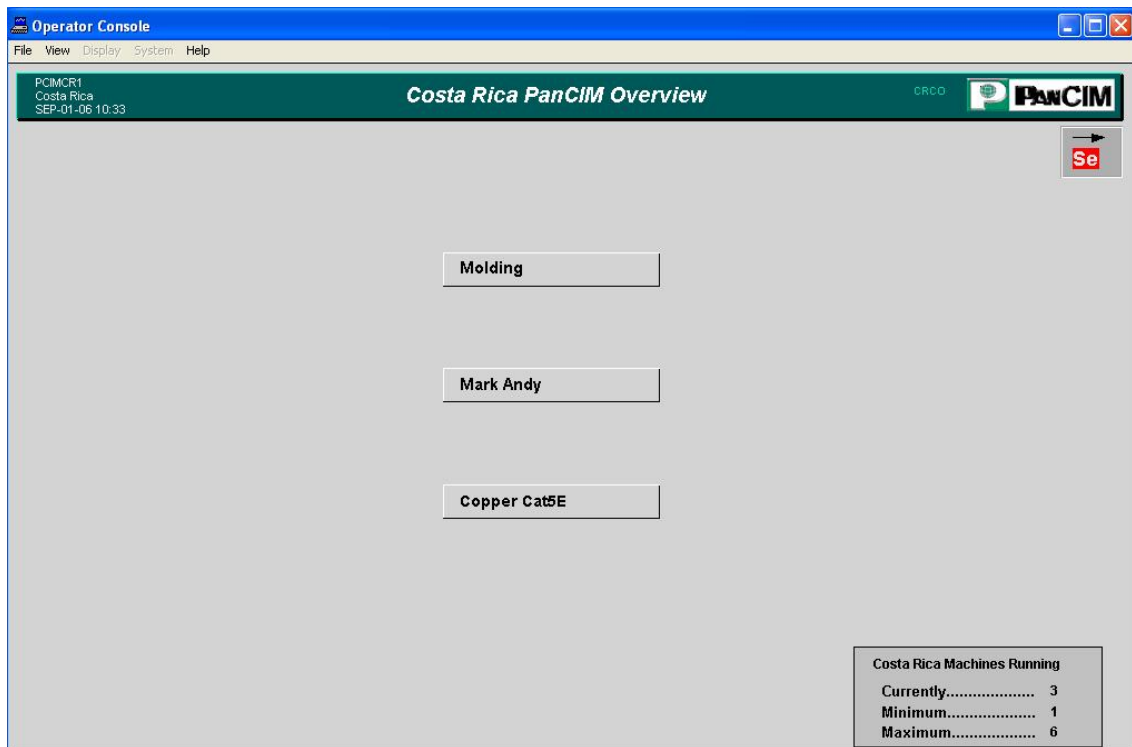 Operator Console
File View Display System Help
PCIMCR1
Costa Rica
SEP-01-06 10:33
Costa Rica PanCIM Overview
CRCO
P PANCIM
Se
Molding
Mark Andy
Copper Cat5E
Costa Rica Machines Running
Currently.................... 3
Minimum.................... 1
Maximum................... 6